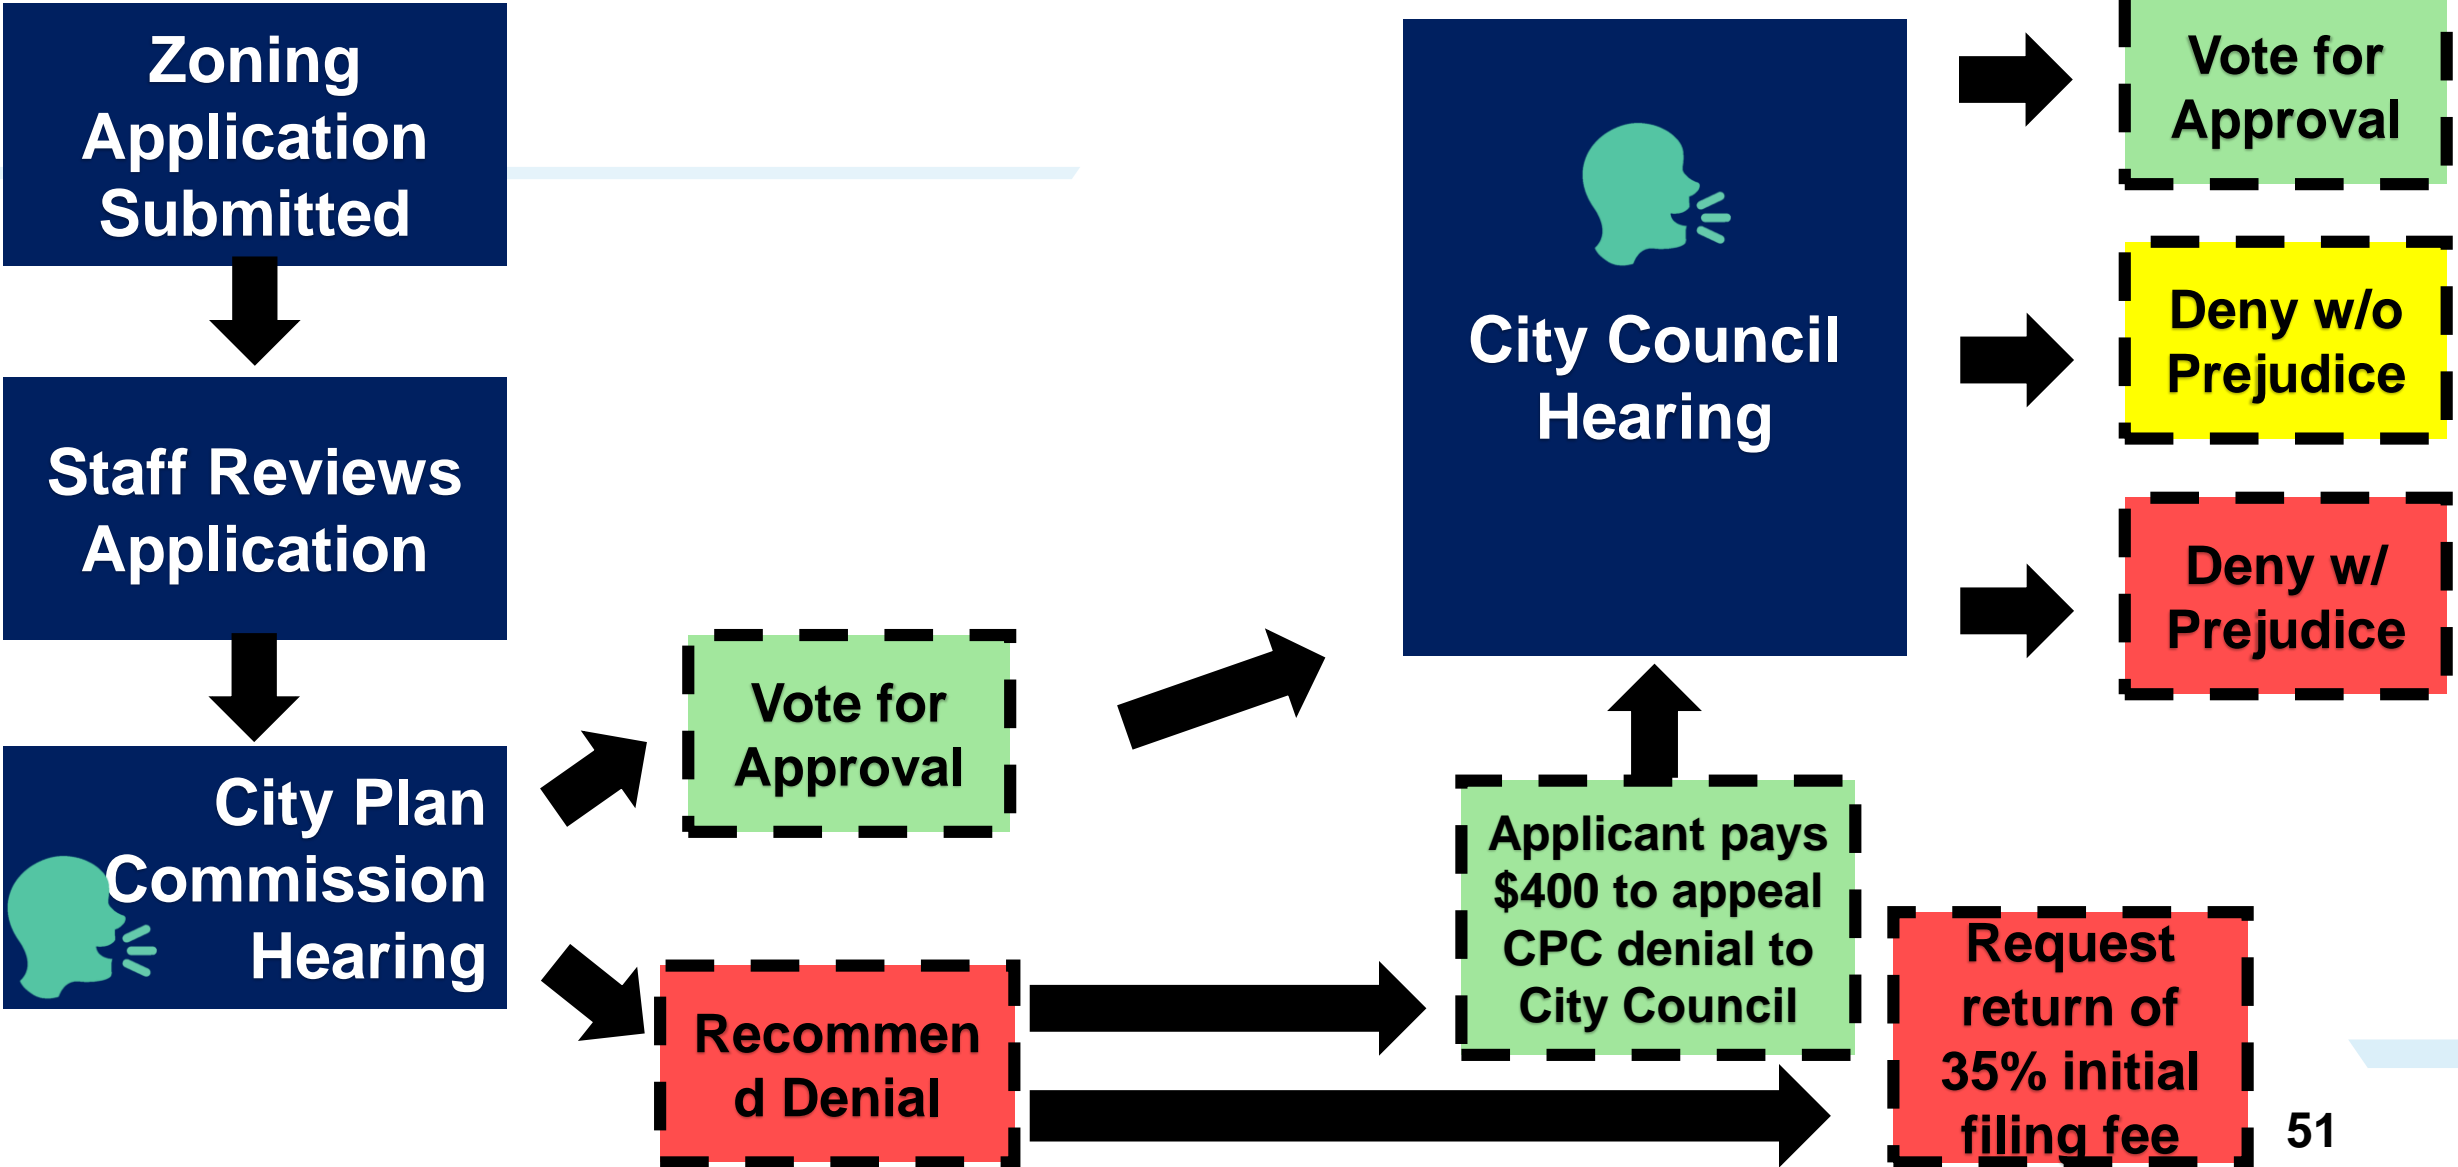 Zoning
Application
Submitted
Staff Reviews
Application
City Plan
Commission
Hearing
Vote for
Approval
Recommen
d Denial
City Council
Hearing
Applicant pays
$400 to appeal
CPC denial to
City Council
Request
return of
35% initial
filing fee
Vote for
Approval
Deny w/o
Prejudice
Deny w/
Prejudice
51